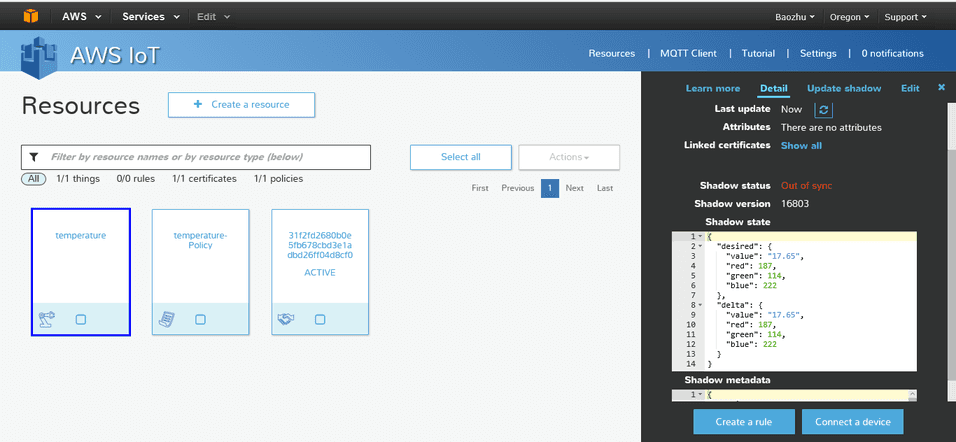 AWS Services Edit Baozhu Oregon Support
AWS IoT Resources | MQTT Client | Tutorial | Settings | 0 notifications
Resources + Create a resource
Filter by resource names or by resource type (below) Select all Actions
All 1/1 things 0/0 rules 1/1 certificates 1/1 policies
First Previous 1 Next Last
temperature
temperature-
Policy
31f2fd2680b0e
5fb678cbd3e1a
dbd26ff04d8cf0
ACTIVE
Learn more Detail Update shadow Edit ×
Last update Now
Attributes There are no attributes
Linked certificates Show all
Shadow status Out of sync
Shadow version 16803
Shadow state
1 {
2 "desired": {
3 "value": "17.65",
4 "red": 187,
5 "green": 114,
6 "blue": 222
7 },
8 "delta": {
9 "value": "17.65",
10 "red": 187,
11 "green": 114,
12 "blue": 222
13 }
14 }
Shadow metadata
1 {
Create a rule Connect a device